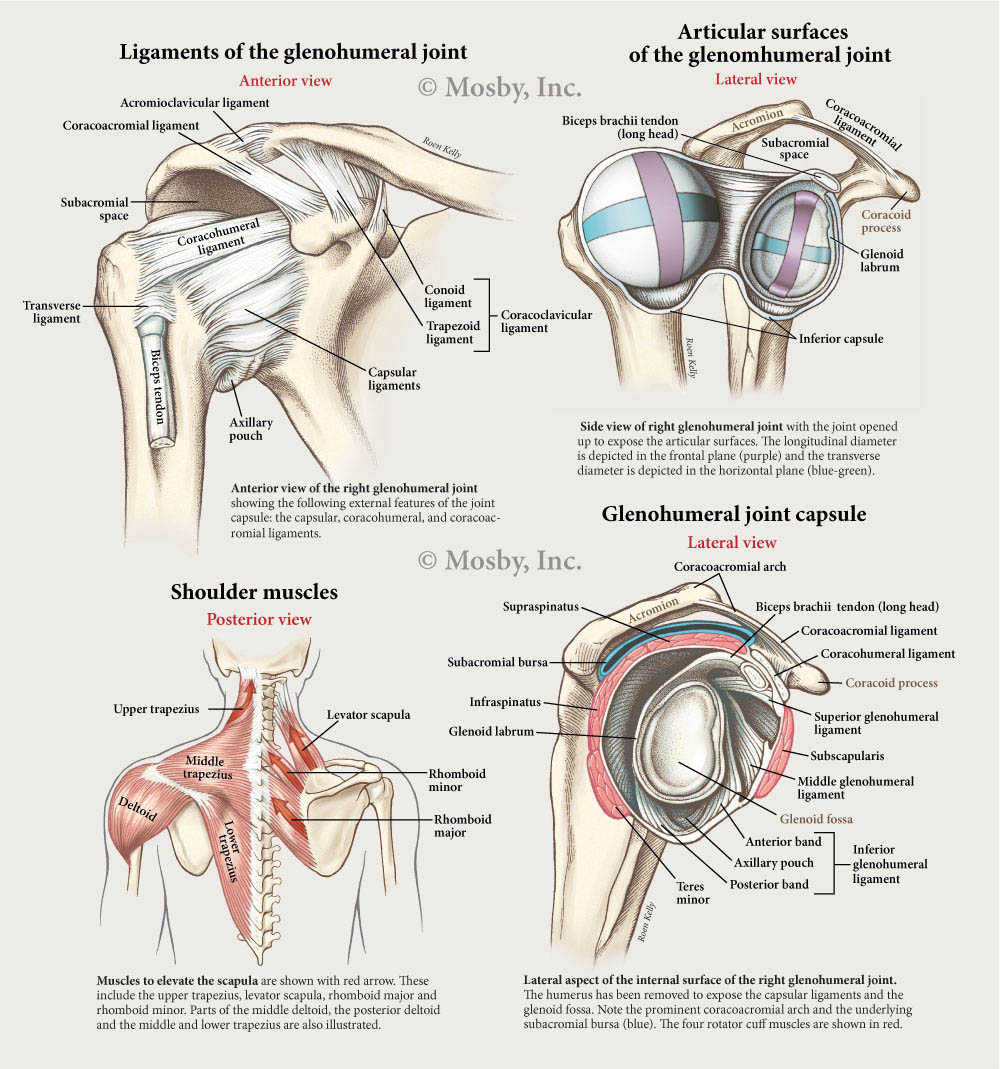 Ligaments of the glenohumeral joint
Anterior view
© Mosby, Inc.
Acromioclavicular ligament
Coracoacromial ligament
Roen Kelly
Subacromial
space
Coracohumeral
ligament
Transverse
ligament
Biceps tendon
Conoid
ligament
Trapezoid
ligament
Coracoclavicular
ligament
Capsular
ligaments
Axillary
pouch
Anterior view of the right glenohumeral joint
showing the following external features of the joint
capsule: the capsular, coracohumeral, and coracoac-
romial ligaments.
Articular surfaces
of the glenomhumeral joint
Lateral view
Biceps brachii tendon
(long head)
Acromion
Coracoacromial
ligament
Subacromial
space
Coracoid
process
Glenoid
labrum
Inferior capsule
Roen Kelly
Side view of right glenohumeral joint with the joint opened
up to expose the articular surfaces. The longitudinal diameter
is depicted in the frontal plane (purple) and the transverse
diameter is depicted in the horizontal plane (blue-green).
© Mosby, Inc.
Shoulder muscles
Posterior view
Upper trapezius
Levator scapula
Middle
trapezius
Deltoid
Lower
trapezius
Rhomboid
minor
Rhomboid
major
Muscles to elevate the scapula are shown with red arrow. These
include the upper trapezius, levator scapula, rhomboid major and
rhomboid minor. Parts of the middle deltoid, the posterior deltoid
and the middle and lower trapezius are also illustrated.
Glenohumeral joint capsule
Lateral view
Coracoacromial arch
Supraspinatus
Acromion
Biceps brachii tendon (long head)
Coracoacromial ligament
Coracohumeral ligament
Subacromial bursa
Coracoid process
Infraspinatus
Superior glenohumeral
ligament
Glenoid labrum
Subscapularis
Middle glenohumeral
ligament
Glenoid fossa
Anterior band
Axillary pouch
Posterior band
Inferior
glenohumeral
ligament
Teres
minor
Roen Kelly
Lateral aspect of the internal surface of the right glenohumeral joint.
The humerus has been removed to expose the capsular ligaments and the
glenoid fossa. Note the prominent coracoacromial arch and the underlying
subacromial bursa (blue). The four rotator cuff muscles are shown in red.